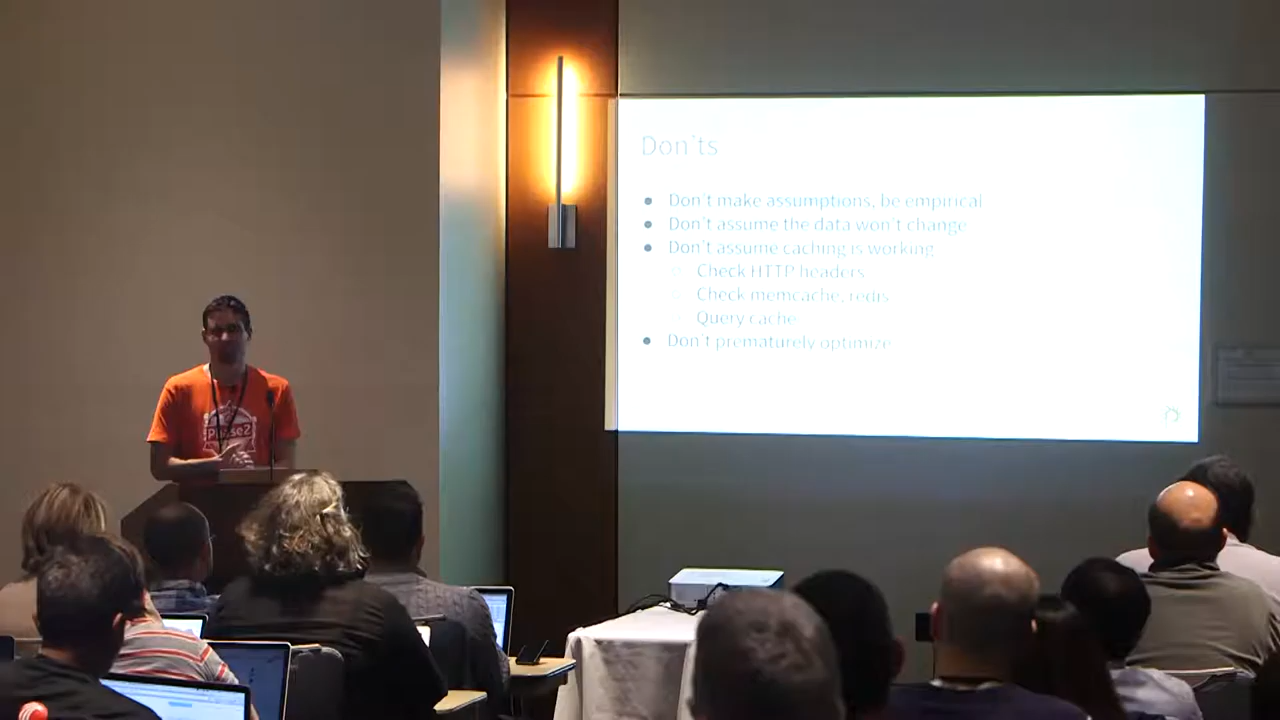 Don'ts
● Don't make assumptions, be empirical
● Don't assume the data won't change
● Don't assume caching is working
○ Check HTTP headers
○ Check memcache, redis
○ Query cache
● Don't prematurely optimize
Phase2